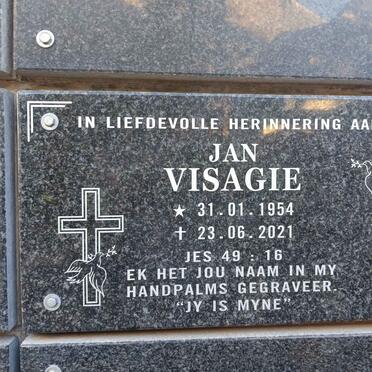 IN LIEFDEVOLLE HERINNERING AAN
JAN
VISAGIE
★ 31.01.1954
✝ 23.06.2021
JES 49 : 16
EK HET JOU NAAM IN MY
HANDPALMS GEGRAVEER.
"JY IS MYNE"